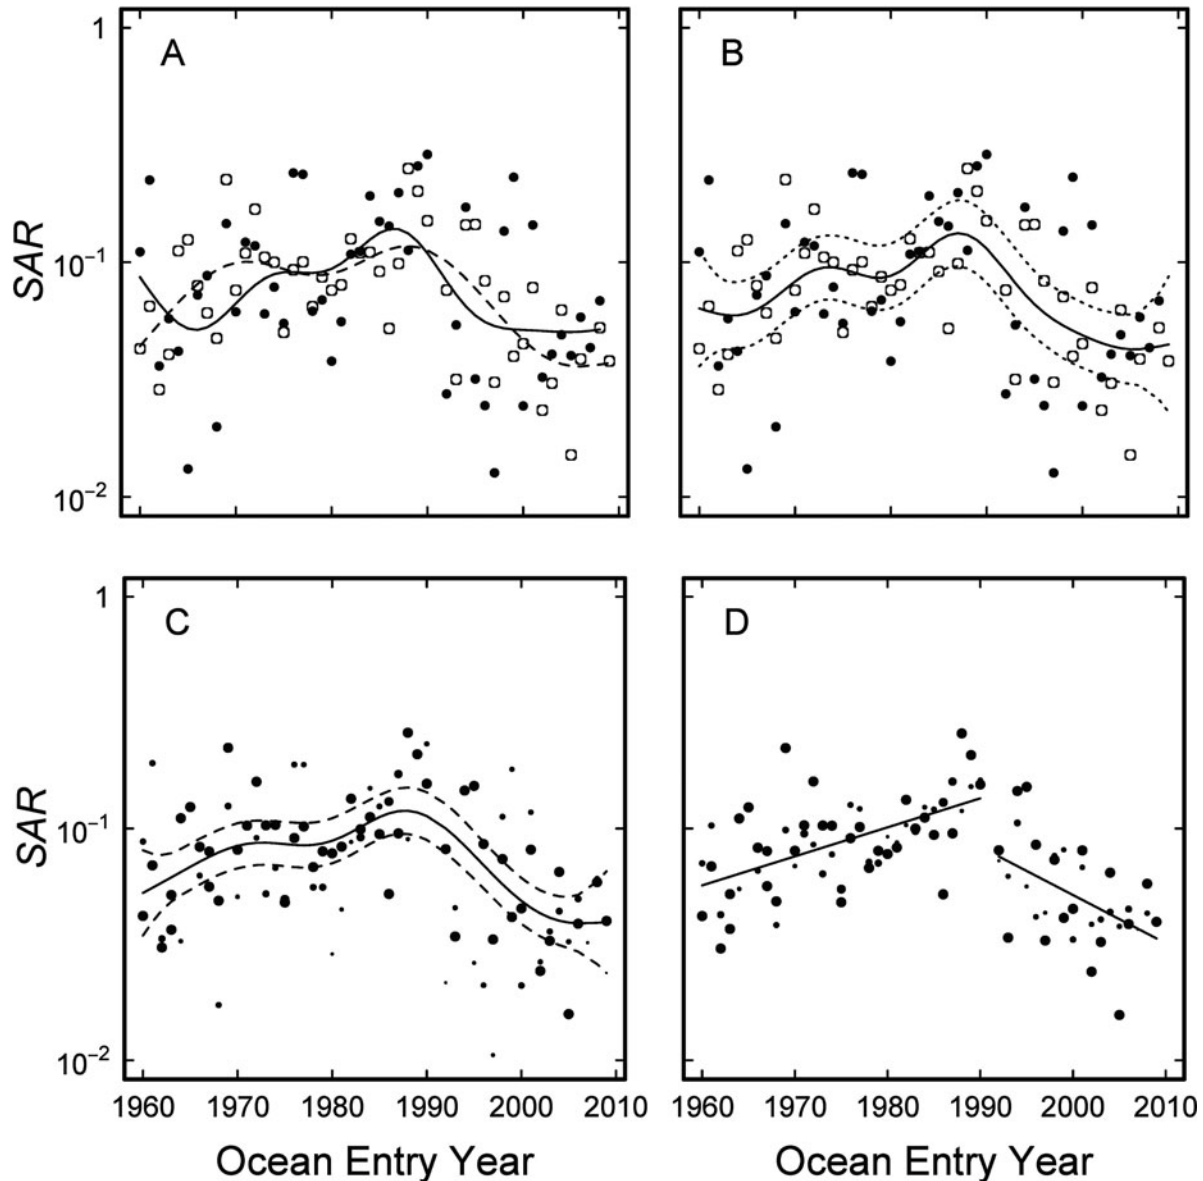 A
B
1
10⁻¹
10⁻²
SAR
C
D
1
10⁻¹
10⁻²
SAR
1960 1970 1980 1990 2000 2010 1960 1970 1980 1990 2000 2010
Ocean Entry Year Ocean Entry Year